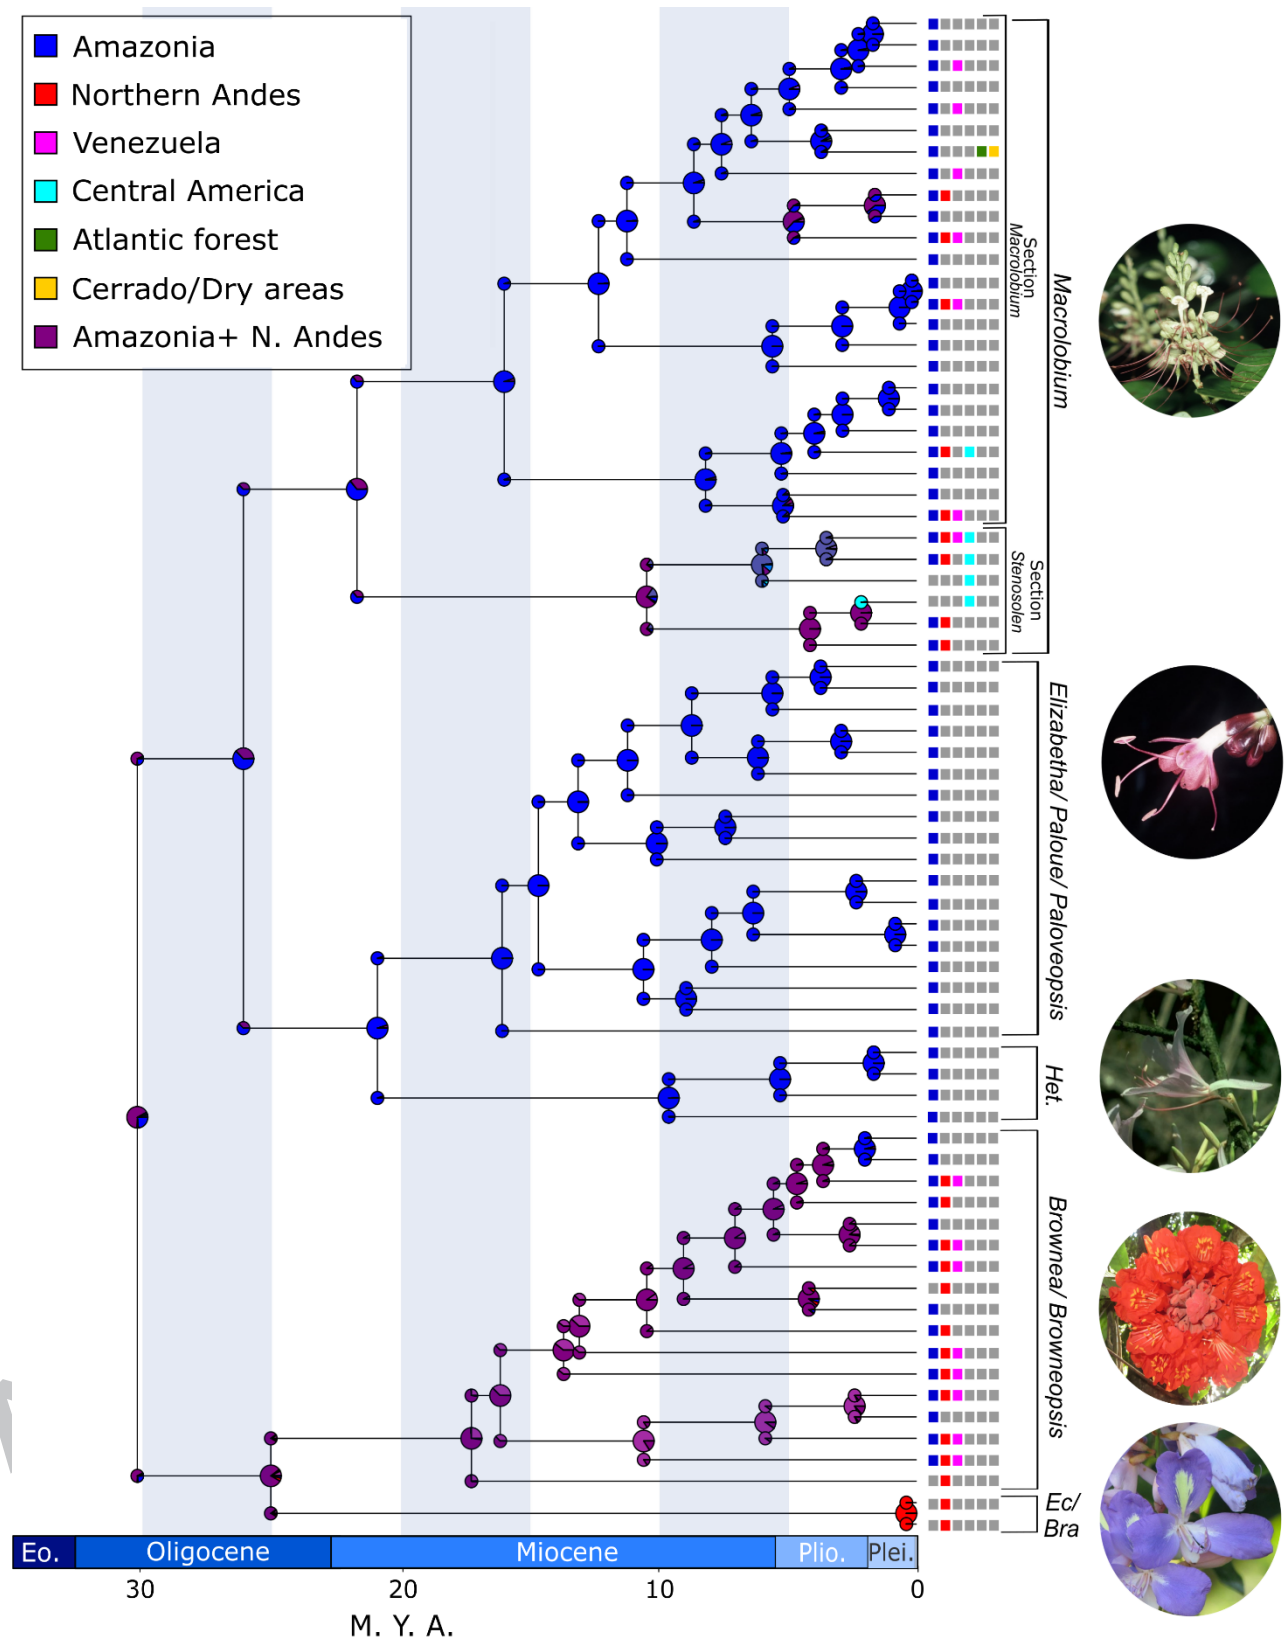 Amazonia
Northern Andes
Venezuela
Central America
Atlantic forest
Cerrado/Dry areas
Amazonia+ N. Andes
Section
Macrolobium
Macrolobium
Section
Stenosolen
Elizabetha/ Paloue/ Paloveopsis
Het.
Brownea/ Browneopsis
Ec/
Bra
Eo.
Oligocene
Miocene
Plio.
Plei.
30
20
10
0
M. Y. A.